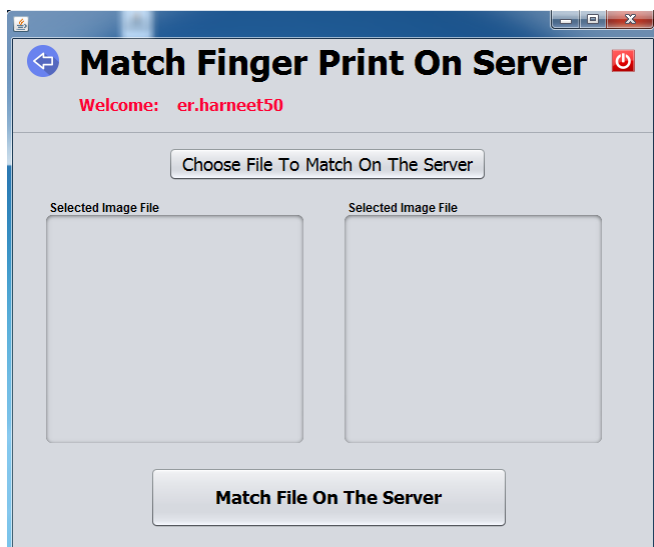 Match Finger Print On Server
Welcome: er.harneet50
Choose File To Match On The Server
Selected Image File Selected Image File
Match File On The Server